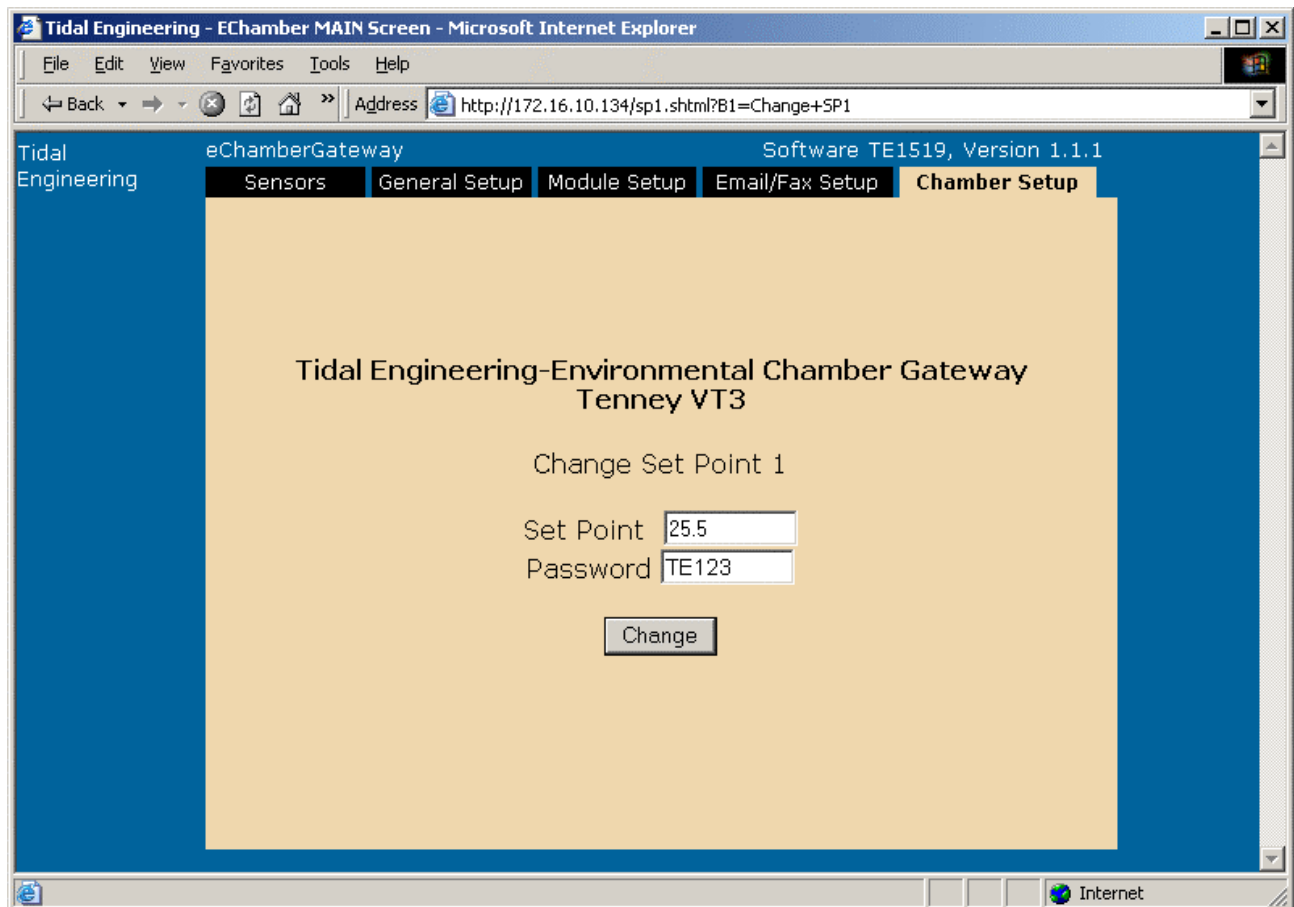 Tidal Engineering - EChamber MAIN Screen - Microsoft Internet Explorer
File Edit View Favorites Tools Help
Back » Address http://172.16.10.134/sp1.shtml?B1=Change+SP1
Tidal Engineering
eChamberGateway Software TE1519, Version 1.1.1
Sensors General Setup Module Setup Email/Fax Setup Chamber Setup
Tidal Engineering-Environmental Chamber Gateway
Tenney VT3
Change Set Point 1
Set Point 25.5
Password TE123
Change
Internet